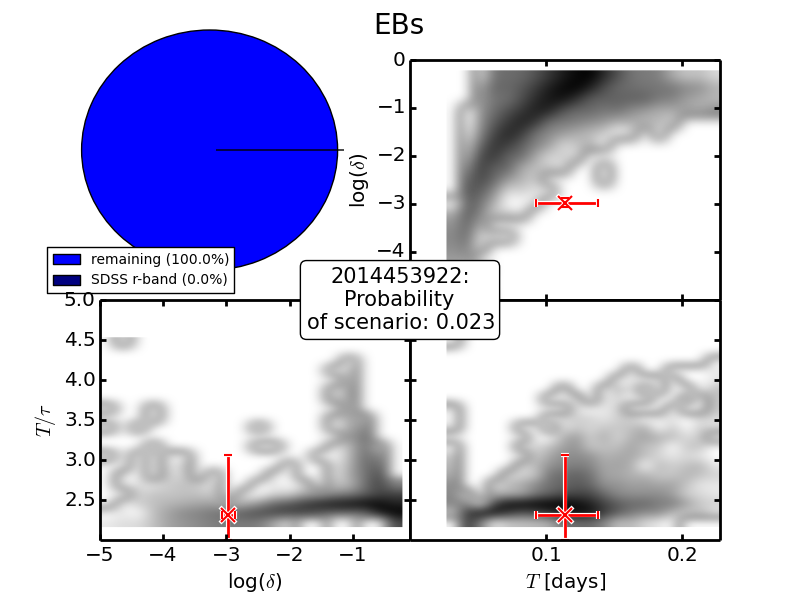 EBs
remaining (100.0%)
SDSS r-band (0.0%)
log(δ)
0
−1
−2
−3
−4
2014453922:
Probability
of scenario: 0.023
T/τ
5.0
4.5
4.0
3.5
3.0
2.5
−5 −4 −3 −2 −1
log(δ)
0.1 0.2
T [days]